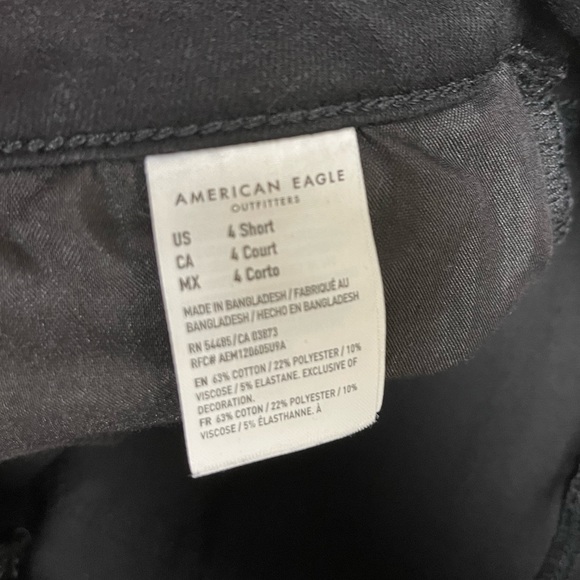 AMERICAN EAGLE
OUTFITTERS
US 4 Short
CA 4 Court
MX 4 Corto
MADE IN BANGLADESH / FABRIQUÉ AU
BANGLADESH / HECHO EN BANGLADESH
RN 54485 / CA 03873
RFC# AEM120605U9A
EN 63% COTTON / 22% POLYESTER / 10%
VISCOSE / 5% ELASTANE. EXCLUSIVE OF
DECORATION.
FR 63% COTON / 22% POLYESTER / 10%
VISCOSE / 5% ÉLASTHANNE. À